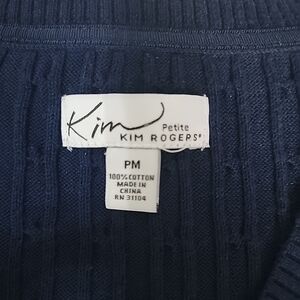 Kim
Petite
KIM ROGERS®
PM
100% COTTON
MADE IN
CHINA
RN 31104